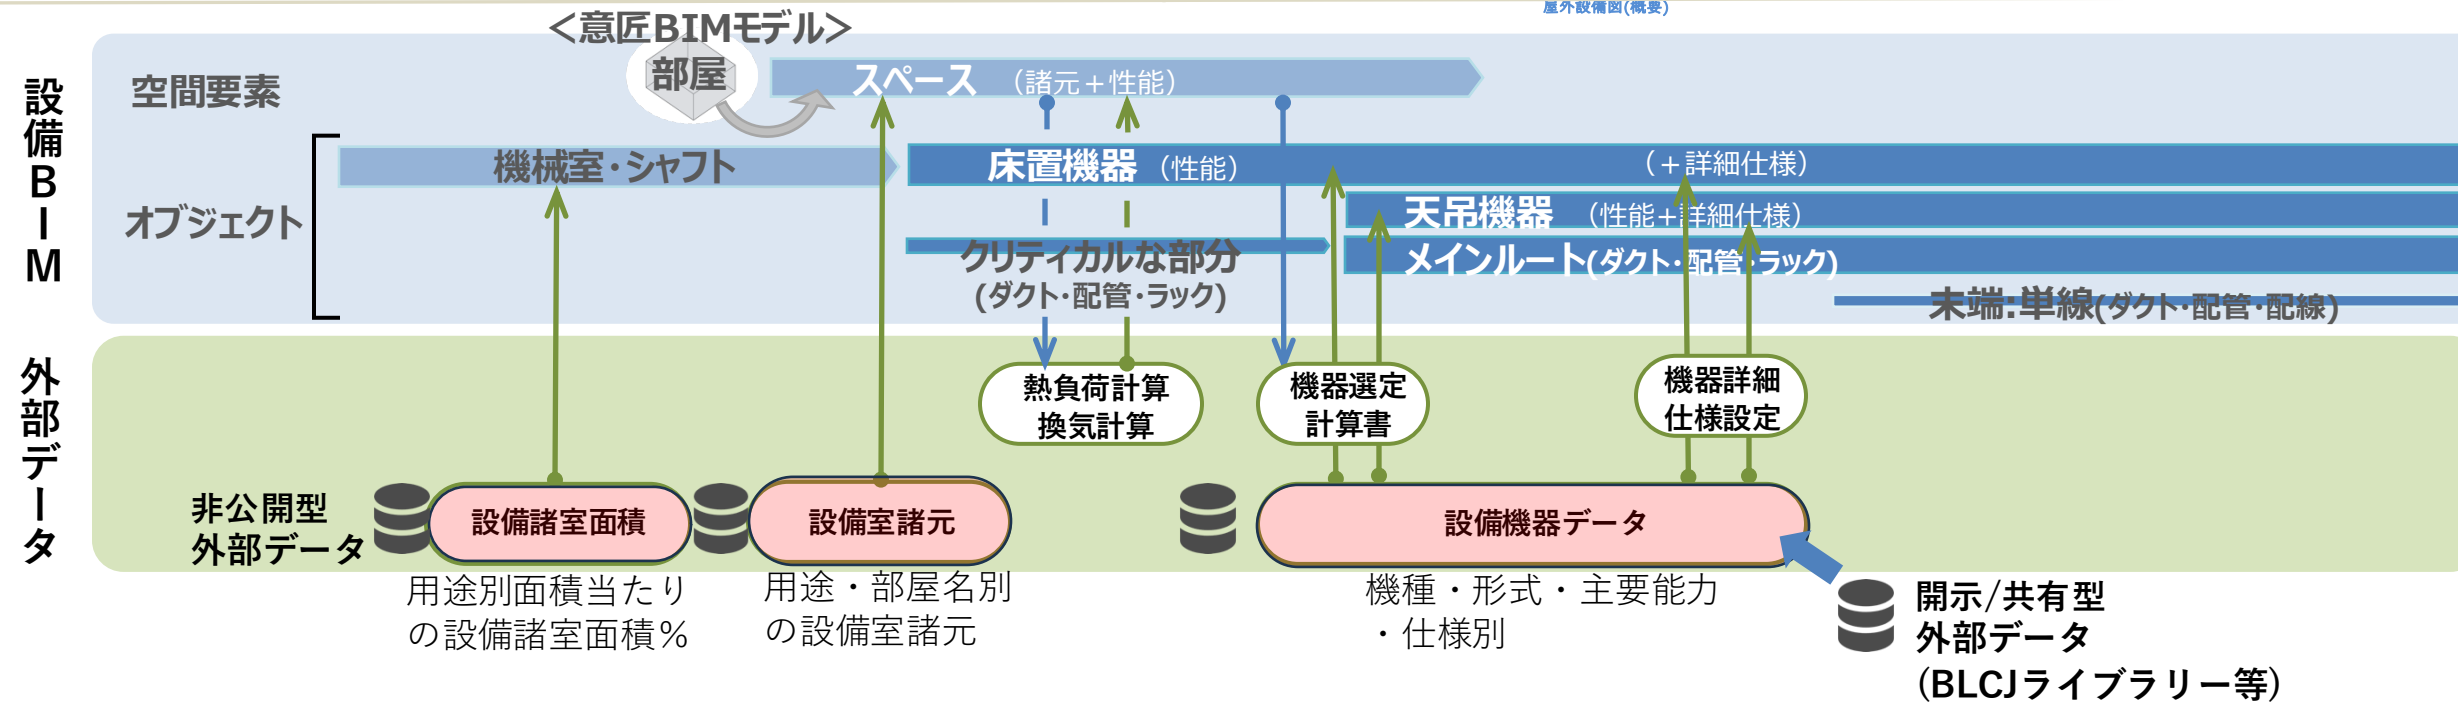 屋外設備図(概要)
＜意匠BIMモデル＞
部屋
設備BIM
空間要素
スペース （諸元＋性能）
オブジェクト
機械室・シャフト
床置機器 （性能）
（＋詳細仕様）
天吊機器 （性能+詳細仕様）
クリティカルな部分
(ダクト・配管・ラック)
メインルート(ダクト・配管・ラック)
末端:単線(ダクト・配管・配線)
外部データ
熱負荷計算
換気計算
機器選定
計算書
機器詳細
仕様設定
非公開型
外部データ
設備諸室面積
設備室諸元
設備機器データ
用途別面積当たり
の設備諸室面積％
用途・部屋名別
の設備室諸元
機種・形式・主要能力
・仕様別
開示/共有型
外部データ
(BLCJライブラリー等)